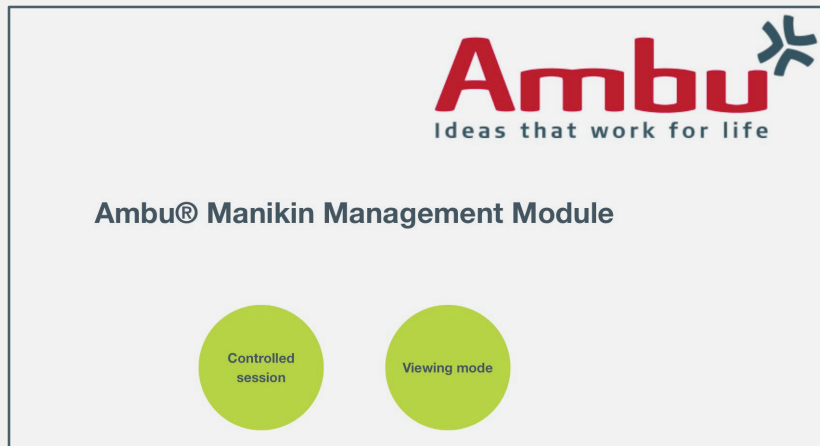 Ambu
Ideas that work for life
Ambu® Manikin Management Module
Controlled
session
Viewing mode